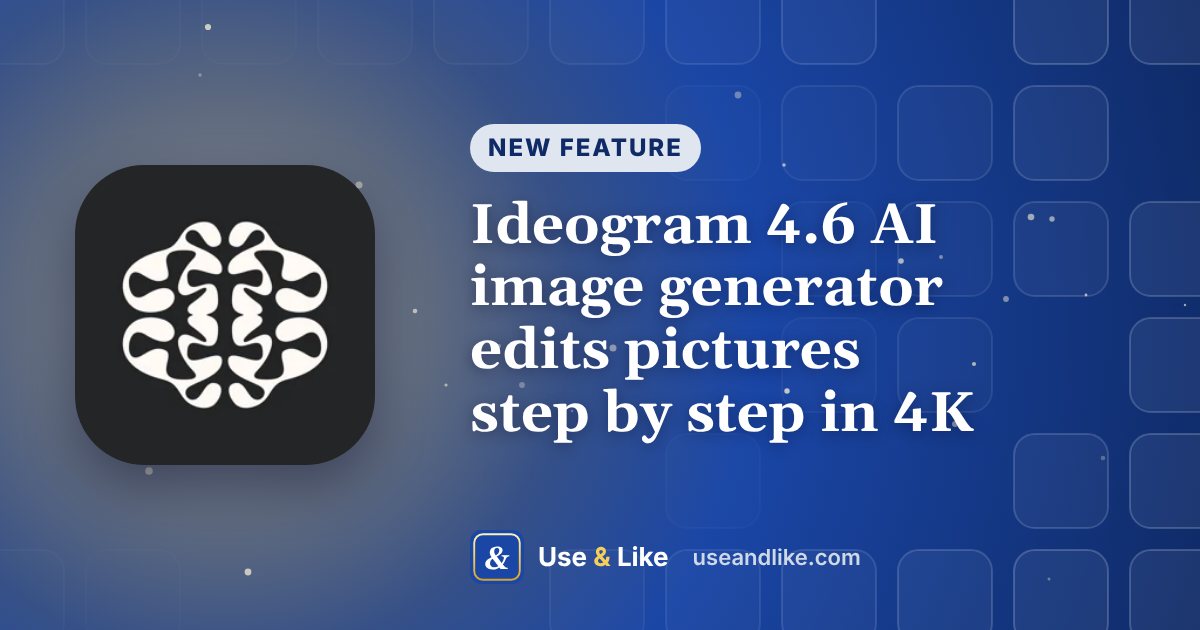 NEW FEATURE
Ideogram 4.6 AI
image generator
edits pictures
step by step in 4K
& Use & Like useandlike.com